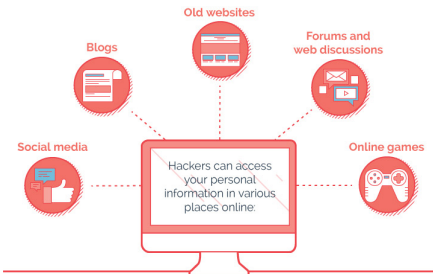 Old websites
Blogs
Forums and
web discussions
Social media
Online games
Hackers can access
your personal
information in various
places online: